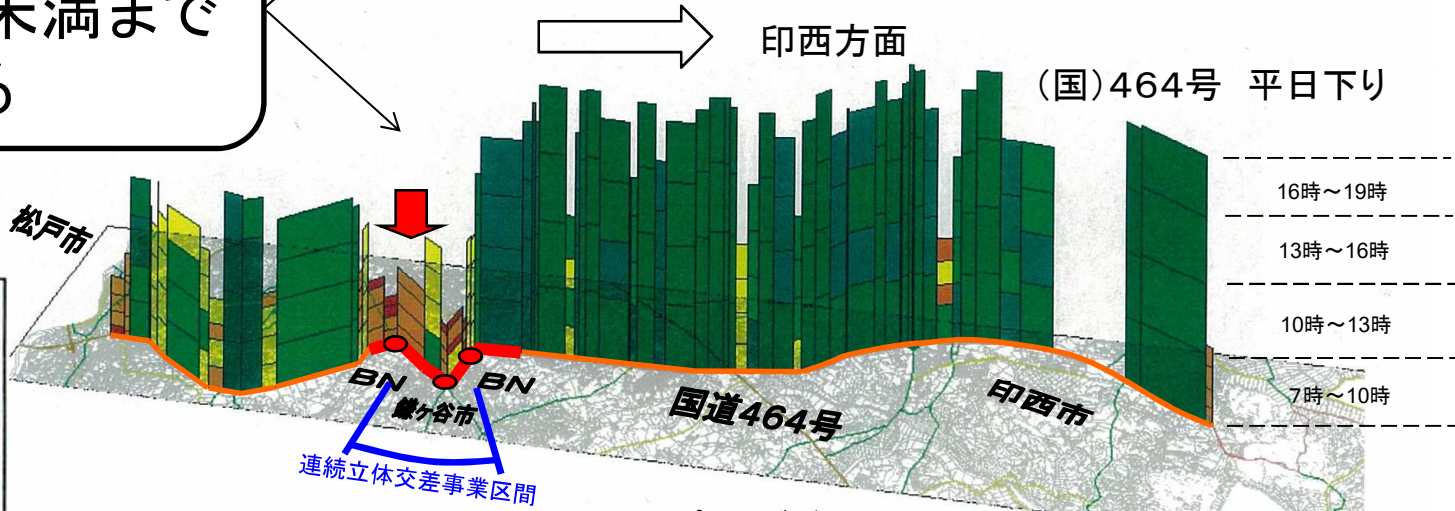 未満まで
る
印西方面
(国)464号 平日下り
松戸市
16時～19時
13時～16時
10時～13時
7時～10時
BN
BN
鎌ヶ谷市
国道464号
印西市
連続立体交差事業区間